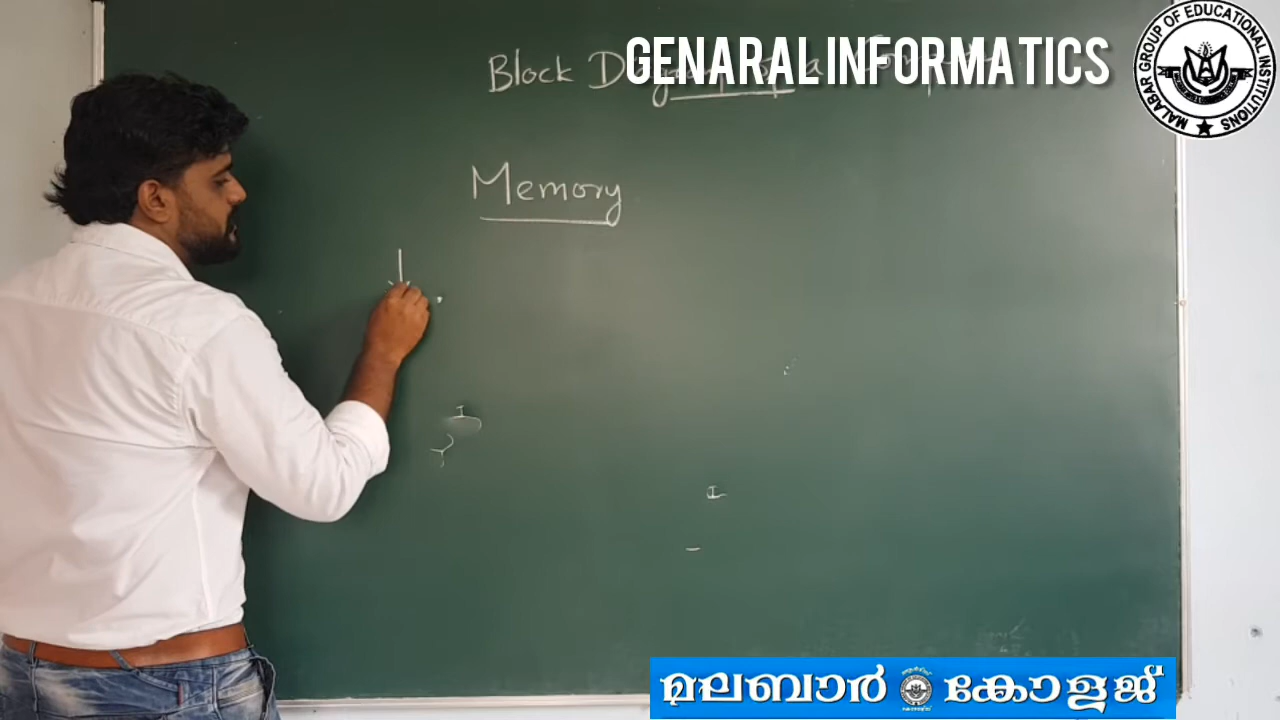 GENARAL INFORMATICS
Block a
Memory
MALABAR GROUP OF EDUCATIONAL INSTITUTIONS
മലബാർ കോളജ്